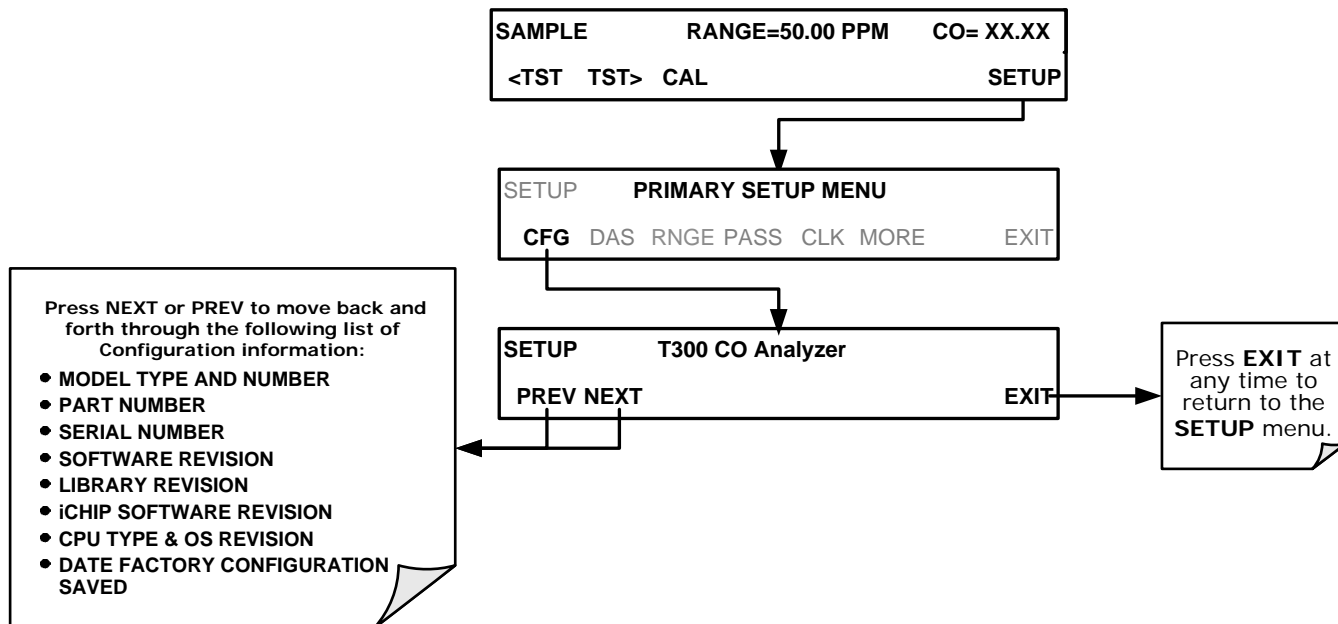 SAMPLE RANGE=50.00 PPM CO= XX.XX
<TST TST> CAL SETUP
SETUP PRIMARY SETUP MENU
CFG DAS RNGE PASS CLK MORE EXIT
Press NEXT or PREV to move back and
forth through the following list of
Configuration information:
● MODEL TYPE AND NUMBER
● PART NUMBER
● SERIAL NUMBER
● SOFTWARE REVISION
● LIBRARY REVISION
● iCHIP SOFTWARE REVISION
● CPU TYPE & OS REVISION
● DATE FACTORY CONFIGURATION
SAVED
SETUP T300 CO Analyzer
PREV NEXT EXIT
Press EXIT at
any time to
return to the
SETUP menu.